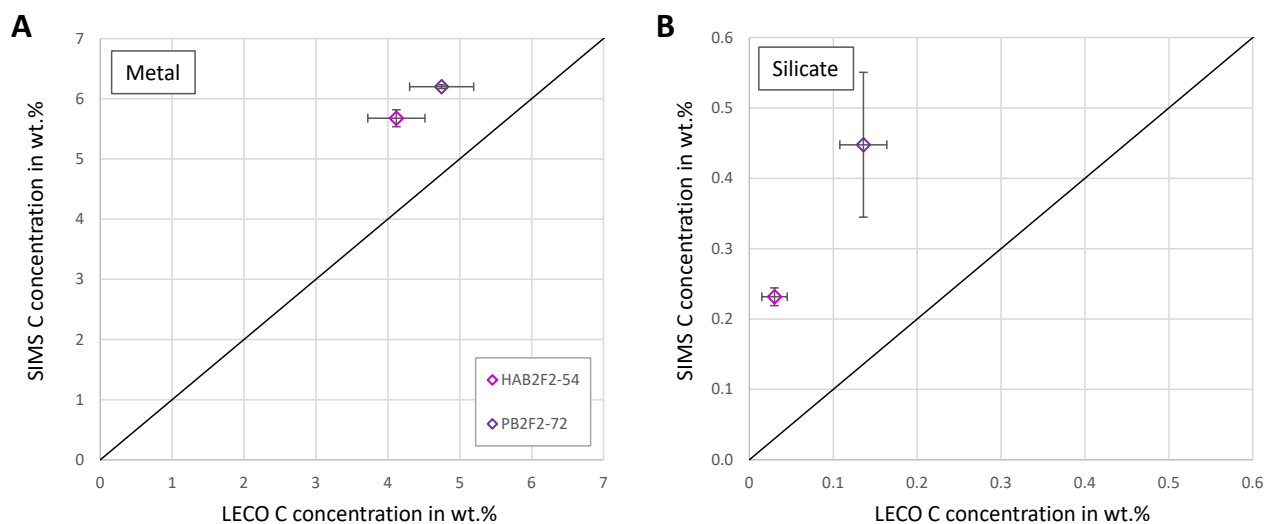 A
Metal
SIMS C concentration in wt.%
7
6
5
4
3
2
1
0
0 1 2 3 4 5 6 7
LECO C concentration in wt.%
HAB2F2-54
PB2F2-72
B
Silicate
SIMS C concentration in wt.%
0.6
0.5
0.4
0.3
0.2
0.1
0.0
0 0.1 0.2 0.3 0.4 0.5 0.6
LECO C concentration in wt.%